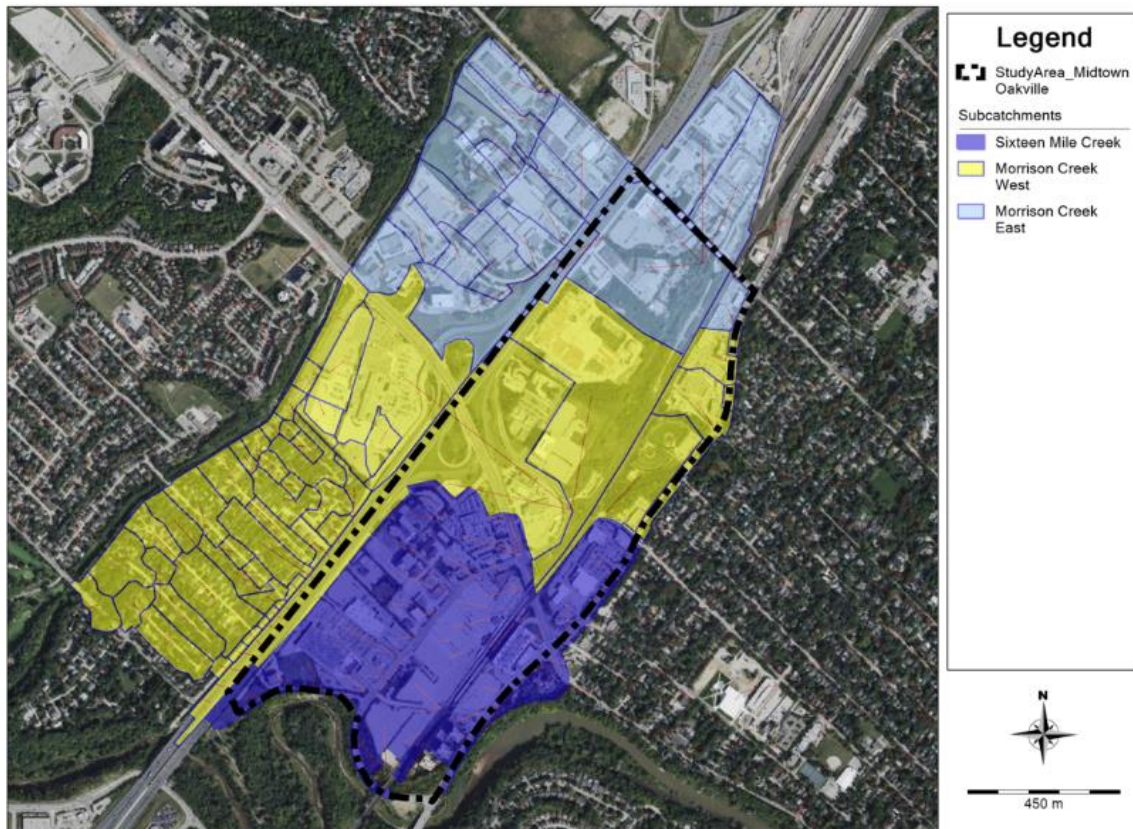 Legend
StudyArea_Midtown
Oakville
Subcatchments
Sixteen Mile Creek
Morrison Creek
West
Morrison Creek
East
N
450 m